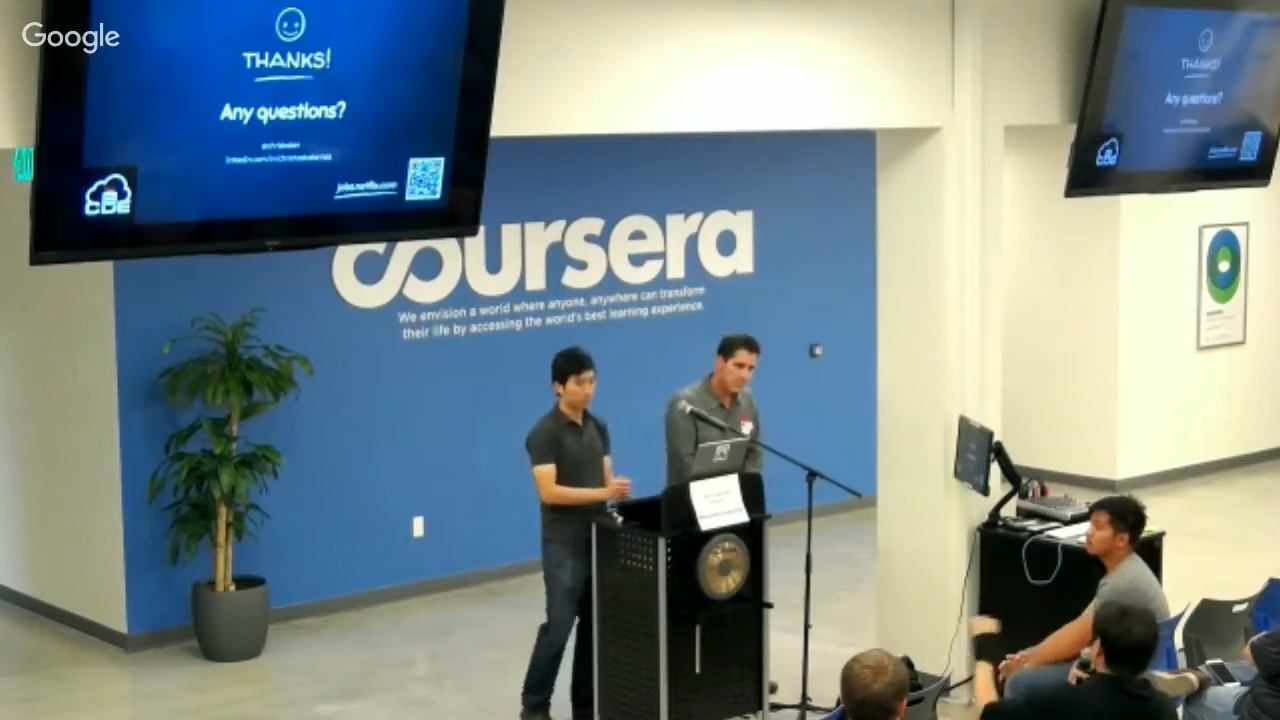 Google
THANKS!
Any questions?
jobs.netflix.com
CDE
THANKS!
Any questions?
coursera
We envision a world where anyone, anywhere can transform
their life by accessing the world's best learning experience.